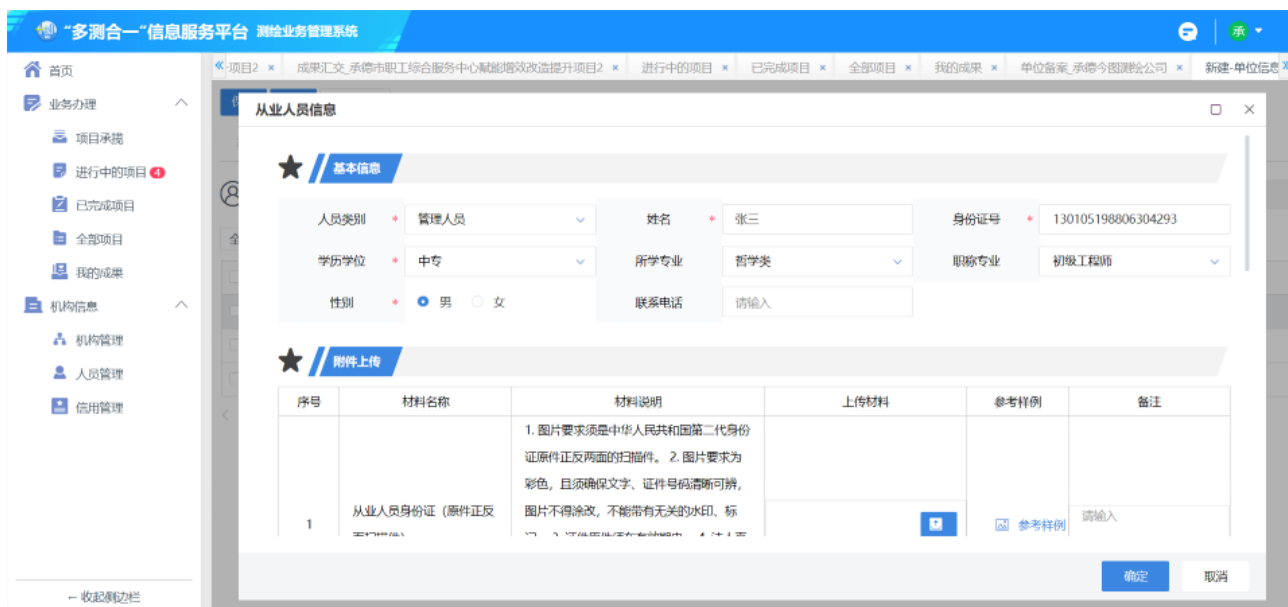 “多测合一”信息服务平台 测绘业务管理系统
承
首页
业务办理
项目承揽
进行中的项目 4
已完成项目
全部项目
我的成果
机构信息
机构管理
人员管理
信用管理
← 收起侧边栏
-项目2 × 成果汇交_承德市职工综合服务中心赋能增效改造提升项目2 × 进行中的项目 × 已完成项目 × 全部项目 × 我的成果 × 单位备案_承德今图测绘公司 × 新建-单位信息
从业人员信息
基本信息
人员类别 * 管理人员 姓名 * 张三 身份证号 * 130105198806304293
学历学位 * 中专 所学专业 哲学类 职称专业 初级工程师
性别 * 男 女 联系电话 请输入
附件上传
序号 材料名称 材料说明 上传材料 参考样例 备注
1. 图片要求须是中华人民共和国第二代身份
证原件正反两面的扫描件。 2. 图片要求为
彩色，且须确保文字、证件号码清晰可辨，
1 从业人员身份证（原件正反 图片不得涂改，不能带有无关的水印、标 参考样例 请输入
确定 取消